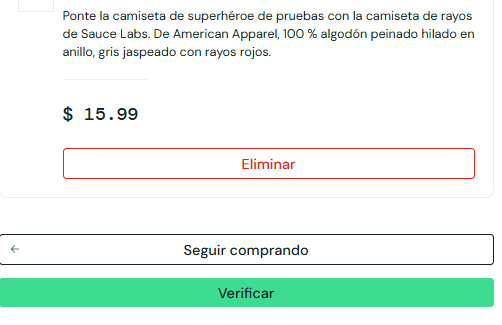 Ponte la camiseta de superhéroe de pruebas con la camiseta de rayos
de Sauce Labs. De American Apparel, 100 % algodón peinado hilado en
anillo, gris jaspeado con rayos rojos.
$ 15.99
Eliminar
← Seguir comprando
Verificar